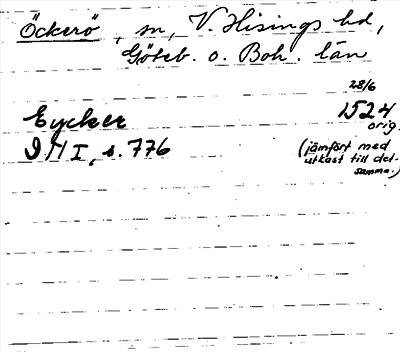 Öckerö, sn, V. Hisings hd,
Göteb. o. Boh. län
28/6
Eycker 1524
orig.
(jämfört med
utkast till det-
samma.)
I, s. 776